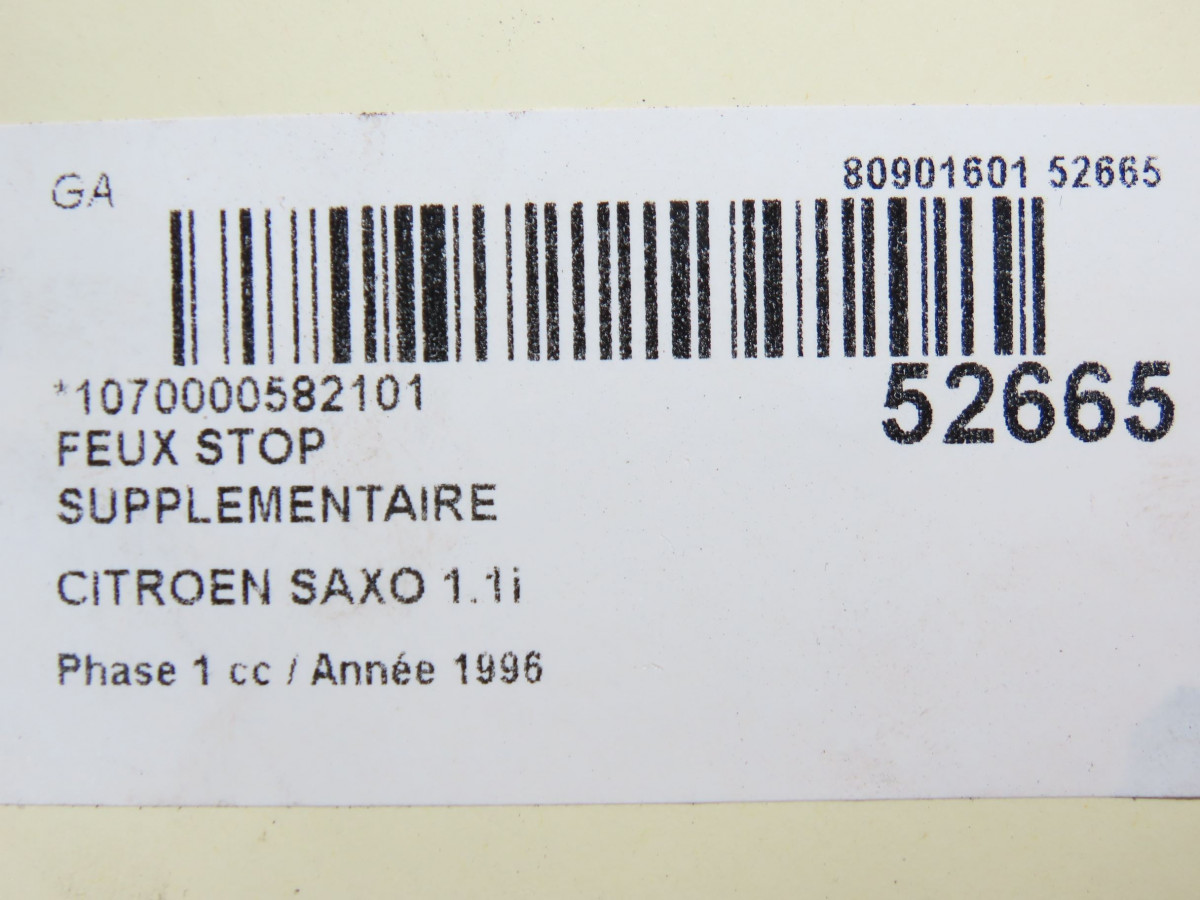 GA
80901601 52665
*1070000582101
52665
FEUX STOP
SUPPLEMENTAIRE
CITROEN SAXO 1.1i
Phase 1 cc / Année 1996